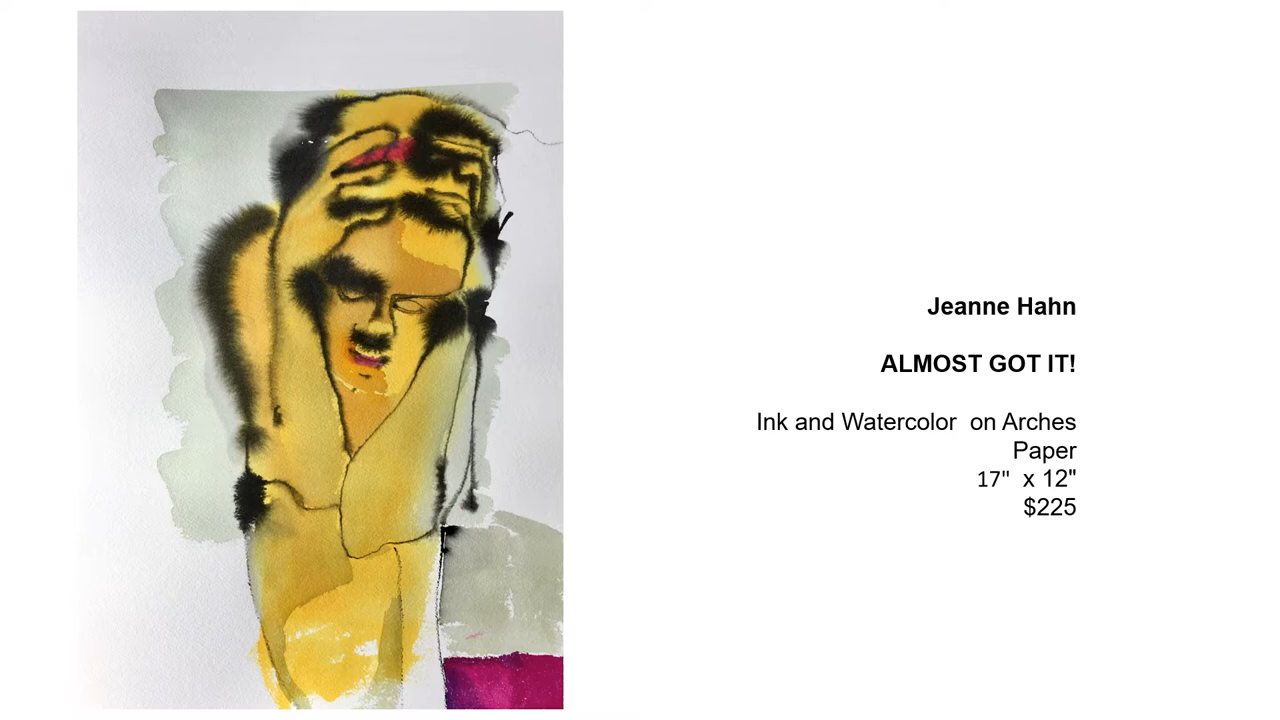 Jeanne Hahn
ALMOST GOT IT!
Ink and Watercolor  on Arches
Paper
17"  x 12"
$225